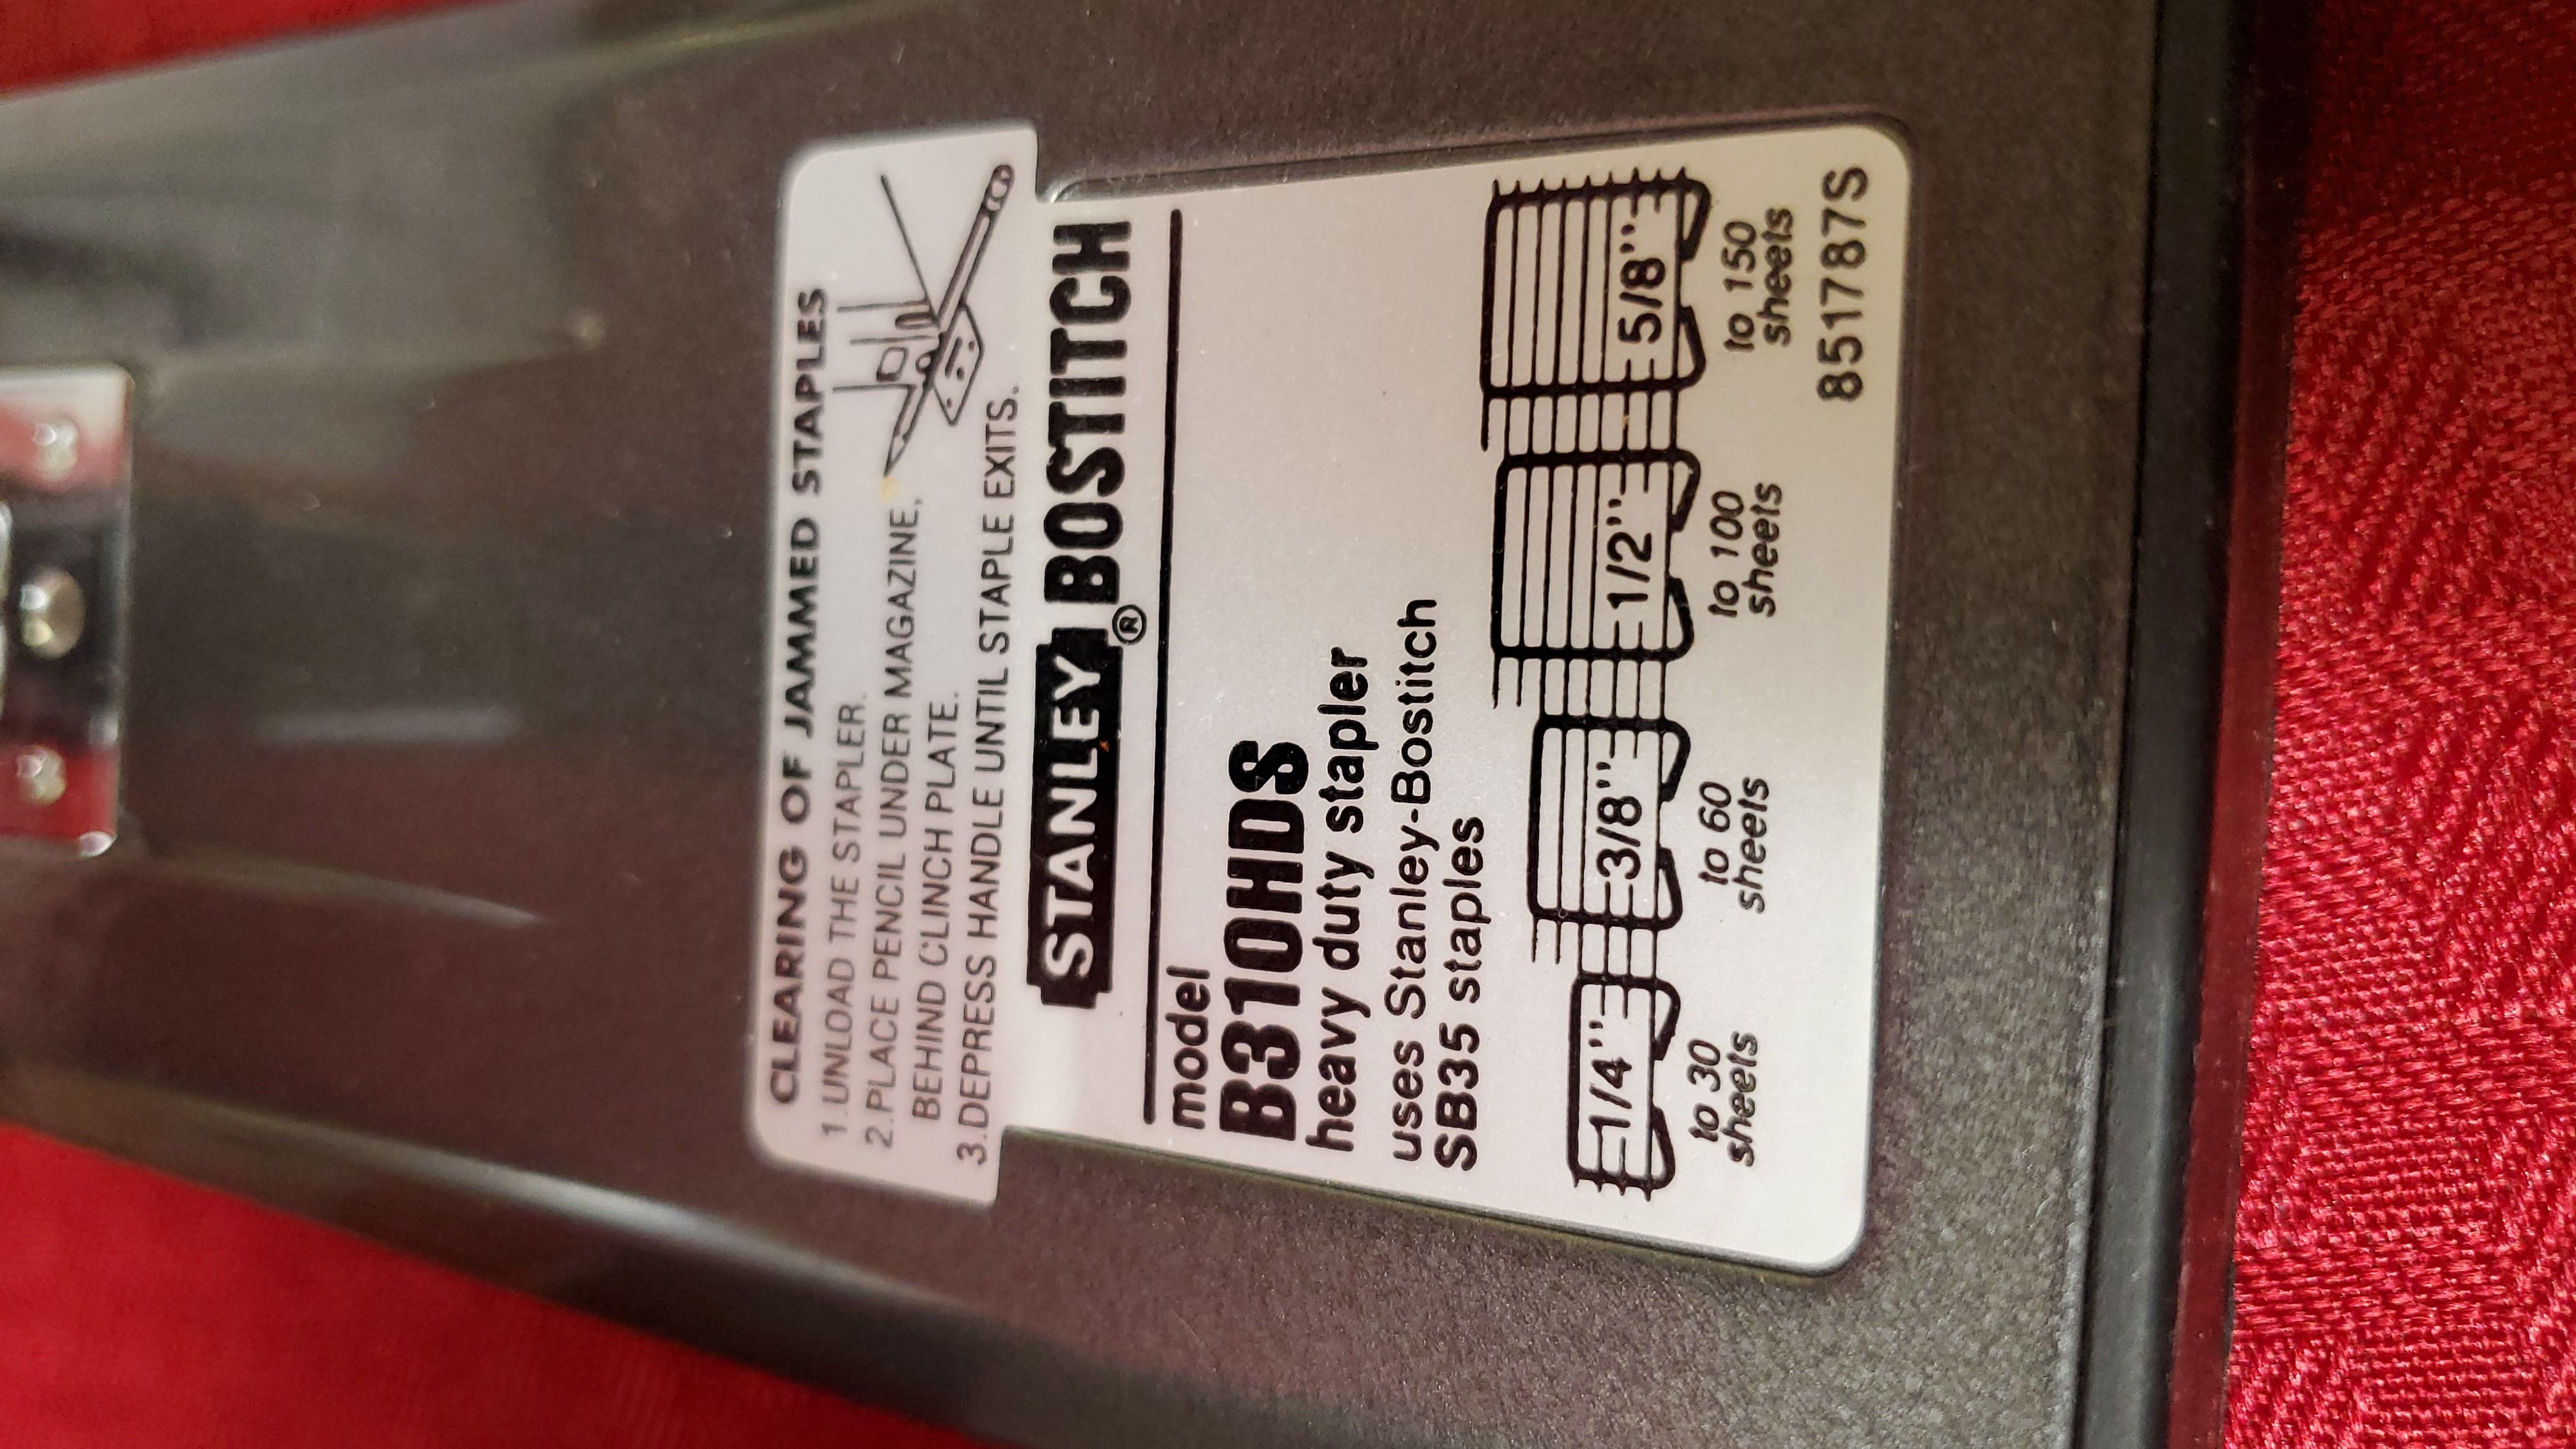 CLEARING OF JAMMED STAPLES
1.UNLOAD THE STAPLER.
2.PLACE PENCIL UNDER MAGAZINE,
BEHIND CLINCH PLATE.
3.DEPRESS HANDLE UNTIL STAPLE EXITS.
STANLEY® BOSTITCH
model
B310HDS
heavy duty stapler
uses Stanley-Bostitch
SB35 staples
1/4" 3/8" 1/2" 5/8"
to 30 to 60 to 100 to 150
sheets sheets sheets sheets
851787S